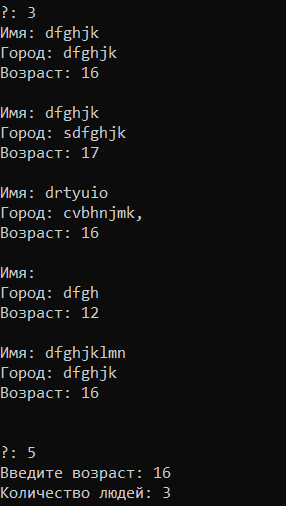 ?: 3
Имя: dfghjk
Город: dfghjk
Возраст: 16
Имя: dfghjk
Город: sdfghjk
Возраст: 17
Имя: drtyuio
Город: cvbhnjmk,
Возраст: 16
Имя:
Город: dfgh
Возраст: 12
Имя: dfghjklmn
Город: dfghjk
Возраст: 16
?: 5
Введите возраст: 16
Количество людей: 3